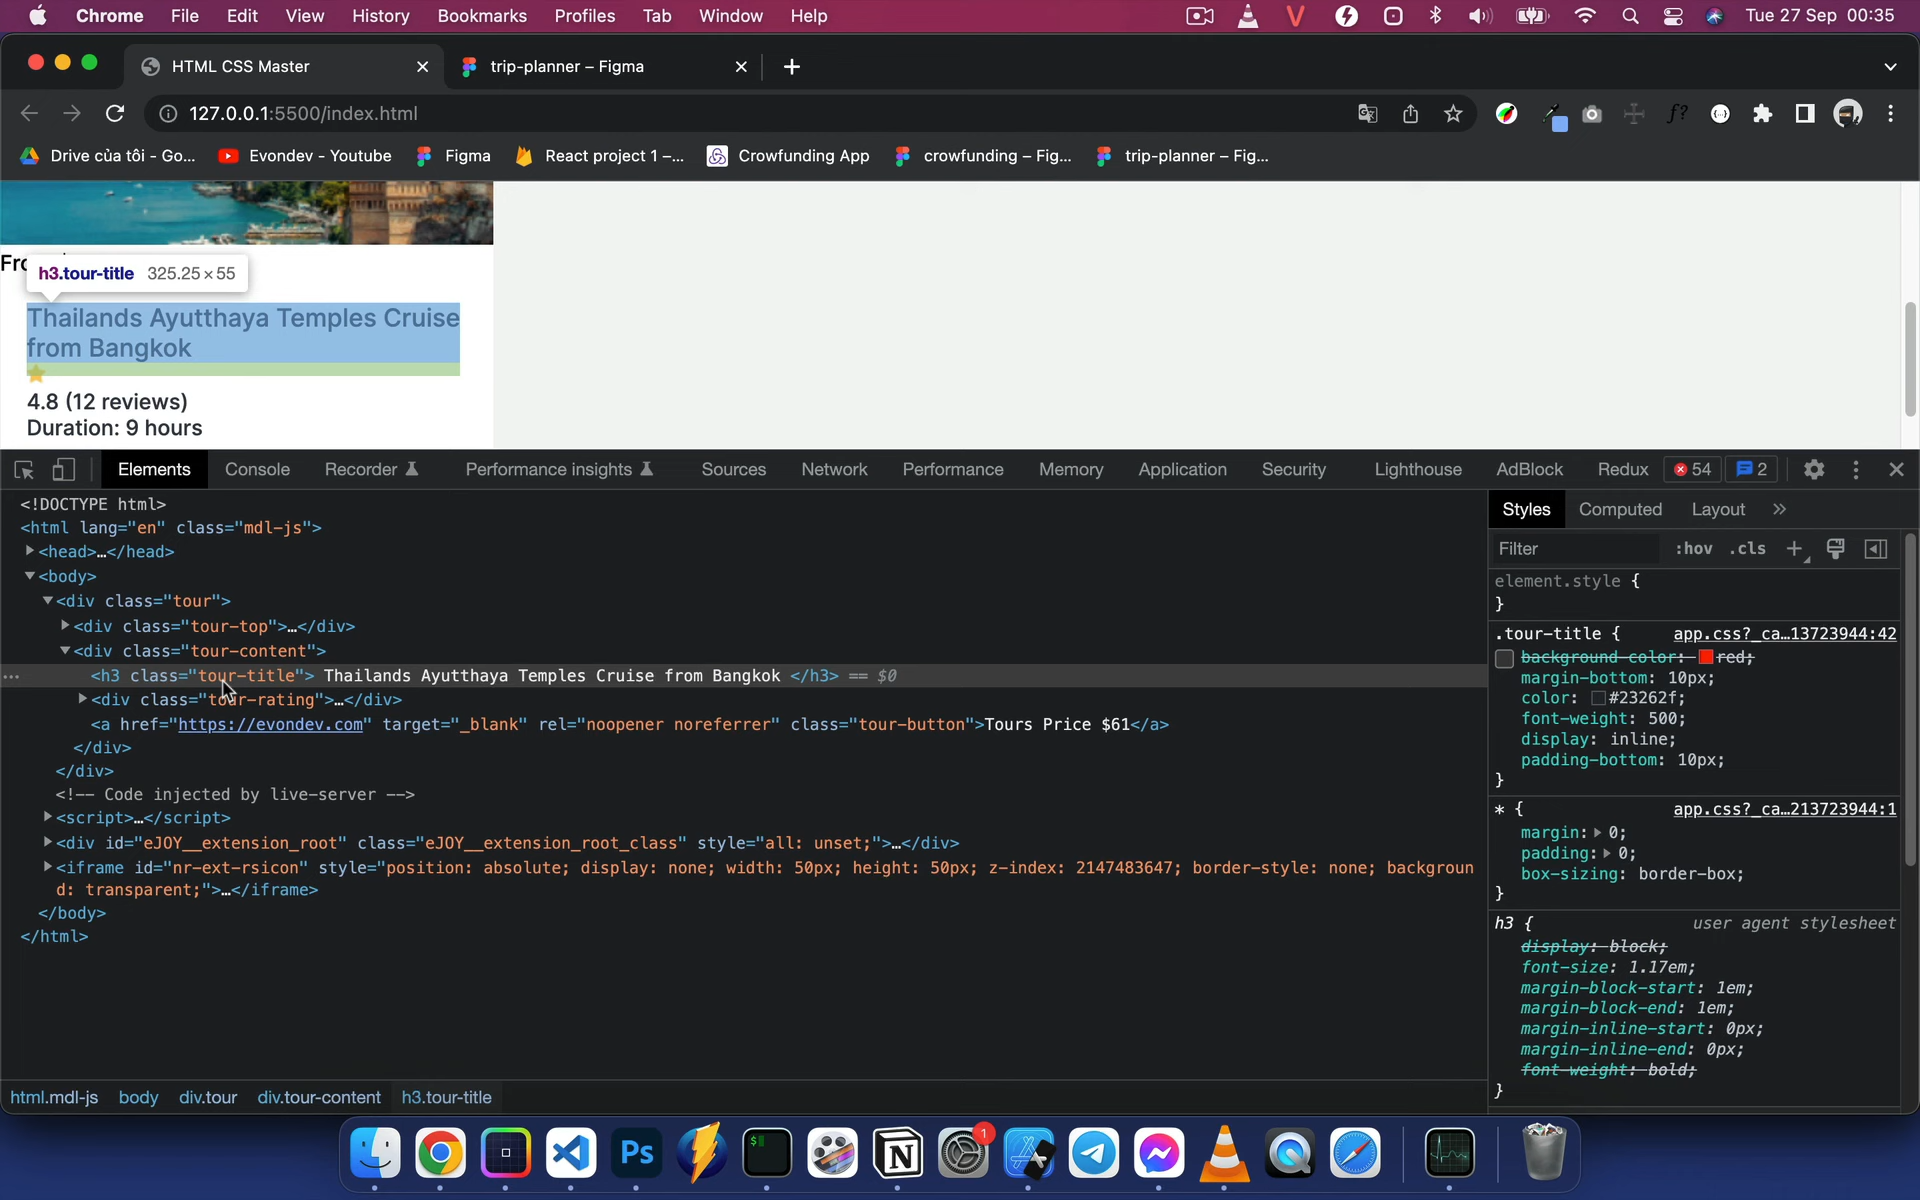 Chrome File Edit View History Bookmarks Profiles Tab Window Help Tue 27 Sep 00:35
HTML CSS Master trip-planner – Figma
127.0.0.1:5500/index.html
Drive của tôi - Go... Evondev - Youtube Figma React project 1 –... Crowfunding App crowfunding – Fig... trip-planner – Fig...
h3.tour-title 325.25 × 55
Thailands Ayutthaya Temples Cruise
from Bangkok
4.8 (12 reviews)
Duration: 9 hours
Elements Console Recorder Performance insights Sources Network Performance Memory Application Security Lighthouse AdBlock Redux 54 2
<!DOCTYPE html>
<html lang="en" class="mdl-js">
<head>…</head>
<body>
<div class="tour">
<div class="tour-top">…</div>
<div class="tour-content">
<h3 class="tour-title"> Thailands Ayutthaya Temples Cruise from Bangkok </h3> == $0
<div class="tour-rating">…</div>
<a href="https://evondev.com" target="_blank" rel="noopener noreferrer" class="tour-button">Tours Price $61</a>
</div>
</div>
<!-- Code injected by live-server -->
<script>…</script>
<div id="eJOY__extension_root" class="eJOY__extension_root_class" style="all: unset;">…</div>
<iframe id="nr-ext-rsicon" style="position: absolute; display: none; width: 50px; height: 50px; z-index: 2147483647; border-style: none; backgroun
d: transparent;">…</iframe>
</body>
</html>
html.mdl-js body div.tour div.tour-content h3.tour-title
Styles Computed Layout »
Filter :hov .cls
element.style {
}
.tour-title { app.css?_ca…13723944:42
background-color: red;
margin-bottom: 10px;
color: #23262f;
font-weight: 500;
display: inline;
padding-bottom: 10px;
}
* { app.css?_ca…213723944:1
margin: 0;
padding: 0;
box-sizing: border-box;
}
h3 { user agent stylesheet
display: block;
font-size: 1.17em;
margin-block-start: 1em;
margin-block-end: 1em;
margin-inline-start: 0px;
margin-inline-end: 0px;
font-weight: bold;
}
Ps
1